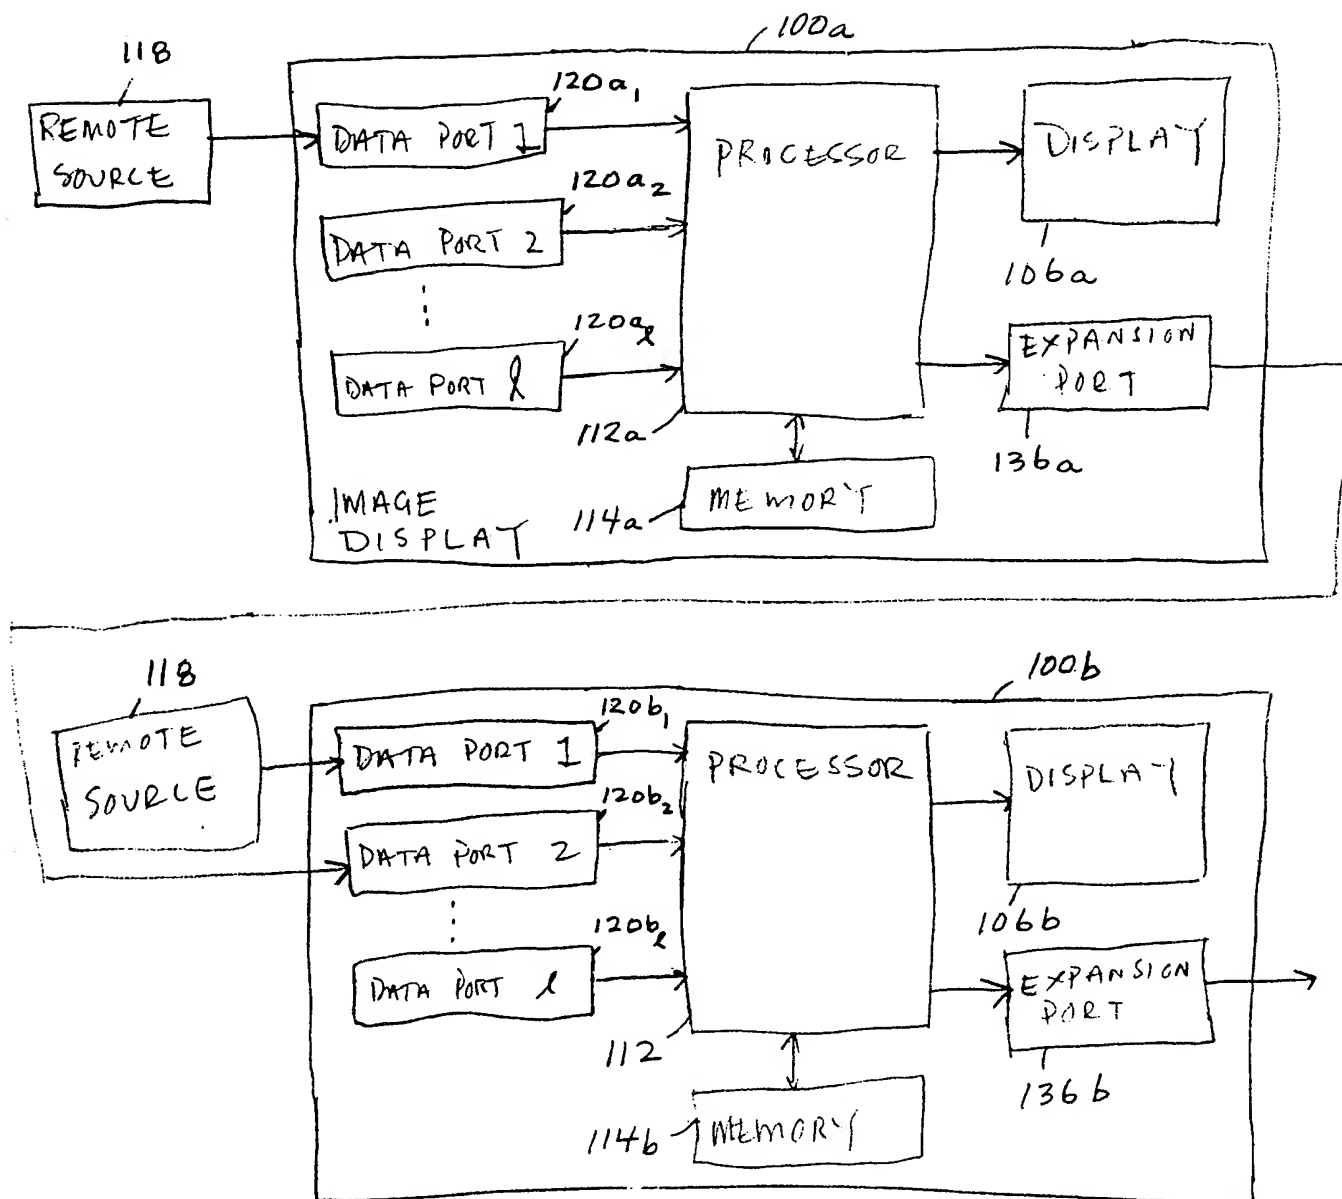 100a
118
REMOTE
SOURCE
120a1
DATA PORT 1
PROCESSOR
DISPLAY
120a2
DATA PORT 2
106a
120aℓ
DATA PORT ℓ
EXPANSION
PORT
112a
136a
114a
MEMORY
IMAGE
DISPLAY
118
100b
REMOTE
SOURCE
120b1
DATA PORT 1
PROCESSOR
DISPLAY
120b2
DATA PORT 2
106b
120bℓ
DATA PORT ℓ
EXPANSION
PORT
112
136b
114b
MEMORY